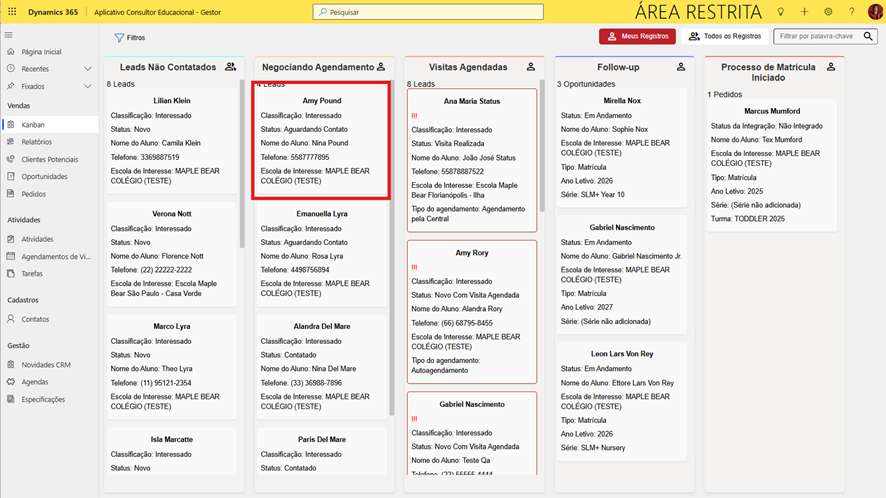 Dynamics 365
Aplicativo Consultor Educacional - Gestor
Pesquisar
ÁREA RESTRITA
Filtros
Meus Registros
Todos os Registros
Filtrar por palavra-chave
Página Inicial
Recentes
Fixados
Vendas
Kanban
Relatórios
Clientes Potenciais
Oportunidades
Pedidos
Atividades
Atividades
Agendamentos de Vi...
Tarefas
Cadastros
Contatos
Gestão
Novidades CRM
Agendas
Especificações
Leads Não Contatados
8 Leads
Lilian Klein
Classificação: Interessado
Status: Novo
Nome do Aluno: Camila Klein
Telefone: 3369887519
Escola de Interesse: MAPLE BEAR
COLÉGIO (TESTE)
Verona Nott
Classificação: Interessado
Status: Novo
Nome do Aluno: Florence Nott
Telefone: (22) 22222-2222
Escola de Interesse: Escola Maple
Bear São Paulo - Casa Verde
Marco Lyra
Classificação: Interessado
Status: Novo
Nome do Aluno: Theo Lyra
Telefone: (11) 95121-2354
Escola de Interesse: MAPLE BEAR
COLÉGIO (TESTE)
Isla Marcatte
Classificação: Interessado
Status: Novo
Negociando Agendamento
4 Leads
Amy Pound
Classificação: Interessado
Status: Aguardando Contato
Nome do Aluno: Nina Pound
Telefone: 5587777895
Escola de Interesse: MAPLE BEAR
COLÉGIO (TESTE)
Emanuella Lyra
Classificação: Interessado
Status: Aguardando Contato
Nome do Aluno: Rosa Lyra
Telefone: 4498756894
Escola de Interesse: MAPLE BEAR
COLÉGIO (TESTE)
Alandra Del Mare
Classificação: Interessado
Status: Contatado
Nome do Aluno: Nina Del Mare
Telefone: (33) 36988-7896
Escola de Interesse: MAPLE BEAR
COLÉGIO (TESTE)
Paris Del Mare
Classificação: Interessado
Status: Contatado
Visitas Agendadas
8 Leads
Ana Maria Status
!!!
Classificação: Interessado
Status: Visita Realizada
Nome do Aluno: João José Status
Telefone: 55878887522
Escola de Interesse: Escola Maple
Bear Florianópolis - Ilha
Tipo do agendamento: Agendamento
pela Central
Amy Rory
!!!
Classificação: Interessado
Status: Novo Com Visita Agendada
Nome do Aluno: Alandra Rory
Telefone: (66) 68795-8455
Escola de Interesse: MAPLE BEAR
COLÉGIO (TESTE)
Tipo do agendamento:
Autoagendamento
Gabriel Nascimento
!!!
Classificação: Interessado
Status: Novo Com Visita Agendada
Nome do Aluno: Teste Qa
Telefone: (22) 55555-4444
Follow-up
3 Oportunidades
Mirella Nox
Status: Em Andamento
Nome do Aluno: Sophie Nox
Escola de Interesse: MAPLE BEAR
COLÉGIO (TESTE)
Tipo: Matrícula
Ano Letivo: 2026
Série: SLM+ Year 10
Gabriel Nascimento
Status: Em Andamento
Nome do Aluno: Gabriel Nascimento Jr.
Escola de Interesse: MAPLE BEAR
COLÉGIO (TESTE)
Tipo: Matrícula
Ano Letivo: 2027
Série: (Série não adicionada)
Leon Lars Von Rey
Status: Em Andamento
Nome do Aluno: Ettore Lars Von Rey
Escola de Interesse: MAPLE BEAR
COLÉGIO (TESTE)
Tipo: Matrícula
Ano Letivo: 2026
Série: SLM+ Nursery
Processo de Matricula
Iniciado
1 Pedidos
Marcus Mumford
Status da Integração: Não Integrado
Nome do Aluno: Tex Mumford
Escola de Interesse: MAPLE BEAR
COLÉGIO (TESTE)
Tipo: Matrícula
Ano Letivo: 2025
Série: (Série não adicionada)
Turma: TODDLER 2025